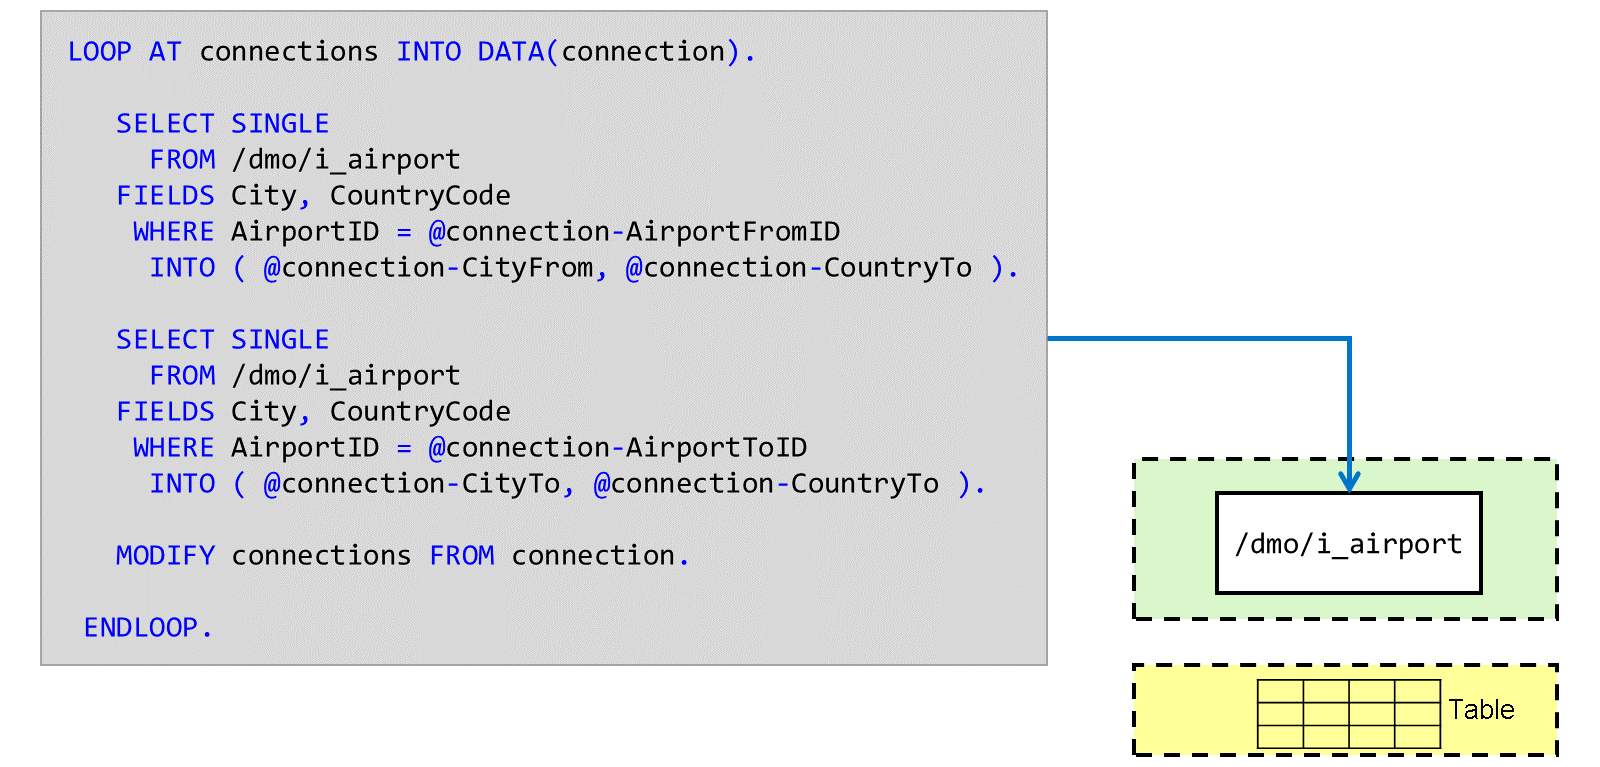 LOOP AT connections INTO DATA(connection).
SELECT SINGLE
FROM /dmo/i_airport
FIELDS City, CountryCode
WHERE AirportID = @connection-AirportFromID
INTO ( @connection-CityFrom, @connection-CountryTo ).
SELECT SINGLE
FROM /dmo/i_airport
FIELDS City, CountryCode
WHERE AirportID = @connection-AirportToID
INTO ( @connection-CityTo, @connection-CountryTo ).
MODIFY connections FROM connection.
ENDLOOP.
/dmo/i_airport
Table